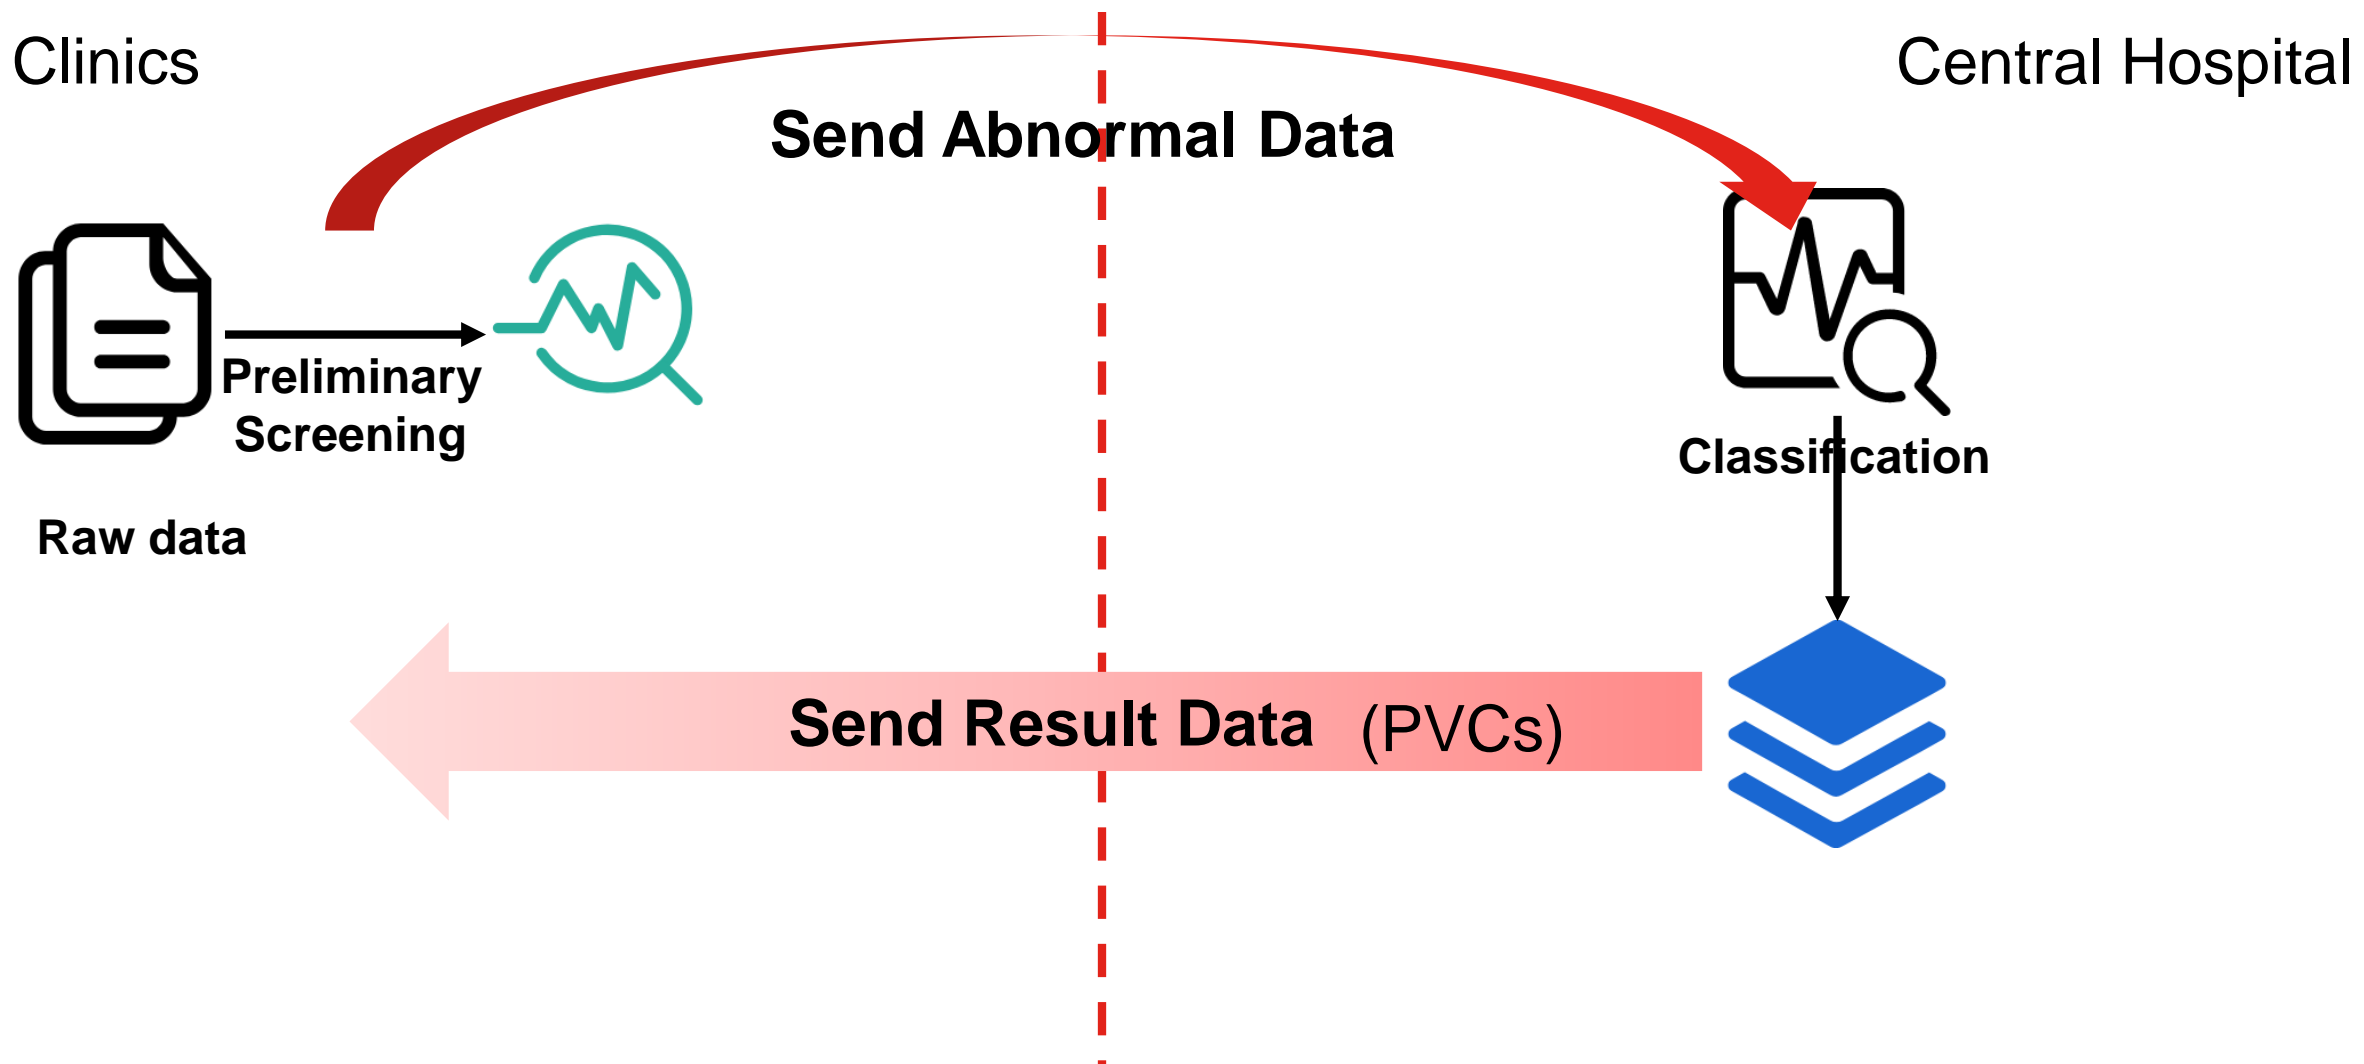 Clinics
Central Hospital
Send Abnormal Data
Preliminary
Screening
Classification
Raw data
Send Result Data (PVCs)